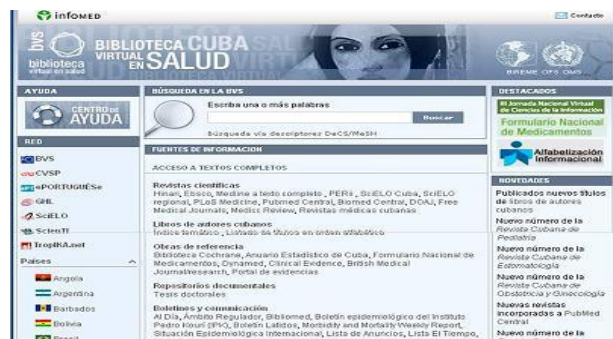 infoMED
Contacto
bvs
biblioteca
virtual en salud
BIBLIOTECA CUBA
VIRTUAL EN SALUD
BIREME OPS OMS
AYUDA
CENTRO DE
AYUDA
RED
BVS
CVSP
ePORTUGUÊSe
GHL
SciELO
ScienTI
TropIKA.net
Países
Angola
Argentina
Barbados
Bolivia
Brasil
BÚSQUEDA EN LA BVS
Escriba una o más palabras
Buscar
Búsqueda vía descriptores DeCS/MeSH
FUENTES DE INFORMACION
ACCESO A TEXTOS COMPLETOS
Revistas científicas
Hinari, Ebsco, Medline a texto completo, PERii, SciELO Cuba, SciELO
regional, PLoS Medicine, Pubmed Central, Biomed Central, DOAJ, Free
Medical Journals, Medicc Review, Revistas médicas cubanas
Libros de autores cubanos
Índice temático, Listado de títulos en orden alfabético
Obras de referencia
Biblioteca Cochrane, Anuario Estadístico de Cuba, Formulario Nacional de
Medicamentos, Dynamed, Clinical Evidence, British Medical
Journal/research, Portal de evidencias
Repositorios documentales
Tesis doctorales
Boletines y comunicación
Al Día, Ámbito Regulador, Bibliomed, Boletín epidemiológico del Instituto
Pedro Kourí (IPK), Boletín Latidos, Morbidity and Mortality Weekly Report,
Situación Epidemiológica Internacional, Lista de Anuncios, Lista El Tiempo,
DESTACADOS
III Jornada Nacional Virtual
de Ciencias de la Información
Formulario Nacional
de Medicamentos
Alfabetización
Informacional
NOVEDADES
Publicados nuevos títulos
de libros de autores
cubanos
Nuevo número de la
Revista Cubana de
Pediatría
Nuevo número de la
Revista Cubana de
Estomatología
Nuevo número de la
Revista Cubana de
Obstetricia y Ginecología
Nuevas revistas
incorporadas a PubMed
Central
Nuevo número de la